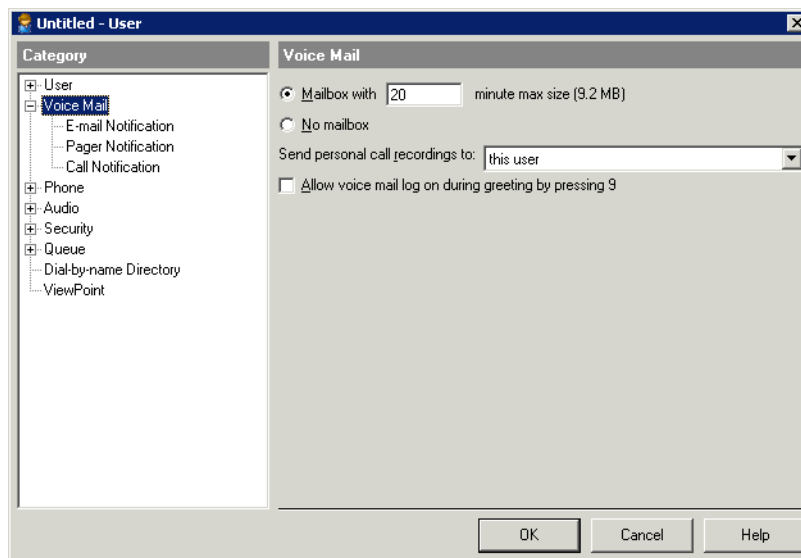 Untitled - User
Category
User
Voice Mail
E-mail Notification
Pager Notification
Call Notification
Phone
Audio
Security
Queue
Dial-by-name Directory
ViewPoint
Voice Mail
Mailbox with 20 minute max size (9.2 MB)
No mailbox
Send personal call recordings to: this user
Allow voice mail log on during greeting by pressing 9
OK Cancel Help